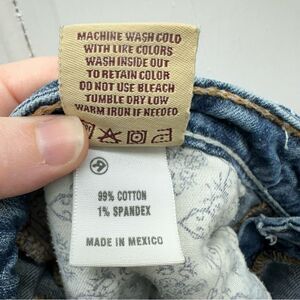 MACHINE WASH COLD
WITH LIKE COLORS
WASH INSIDE OUT
TO RETAIN COLOR
DO NOT USE BLEACH
TUMBLE DRY LOW
WARM IRON IF NEEDED
99% COTTON
1% SPANDEX
MADE IN MEXICO